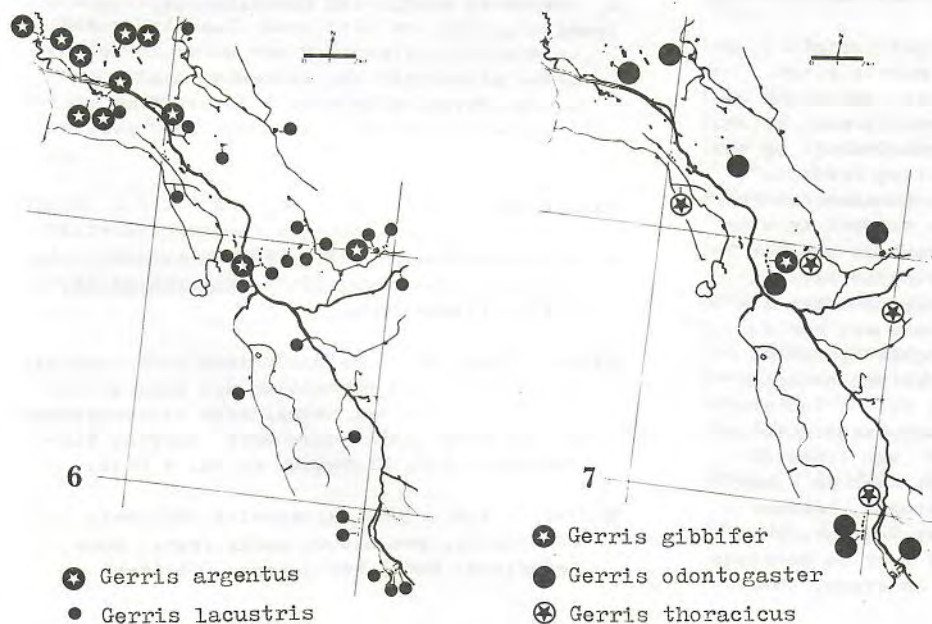 6
Gerris argentus
Gerris lacustris
7
Gerris gibbifer
Gerris odontogaster
Gerris thoracicus